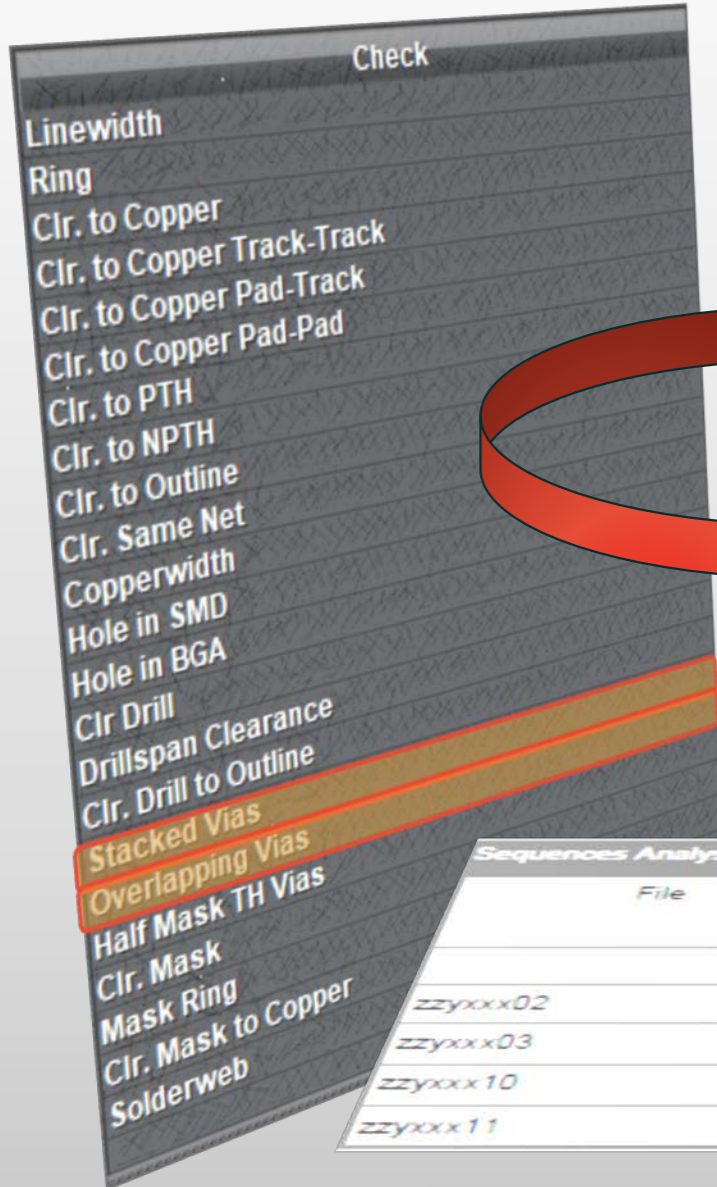 Check
Linewidth
Ring
Clr. to Copper
Clr. to Copper Track-Track
Clr. to Copper Pad-Track
Clr. to Copper Pad-Pad
Clr. to PTH
Clr. to NPTH
Clr. to Outline
Clr. Same Net
Copperwidth
Hole in SMD
Hole in BGA
Clr Drill
Drillspan Clearance
Clr. Drill to Outline
Stacked Vias
Overlapping Vias
Half Mask TH Vias
Clr. Mask
Mask Ring
Clr. Mask to Copper
Solderweb
Sequences Analys
File
zzyxxx02
zzyxxx03
zzyxxx10
zzyxxx11